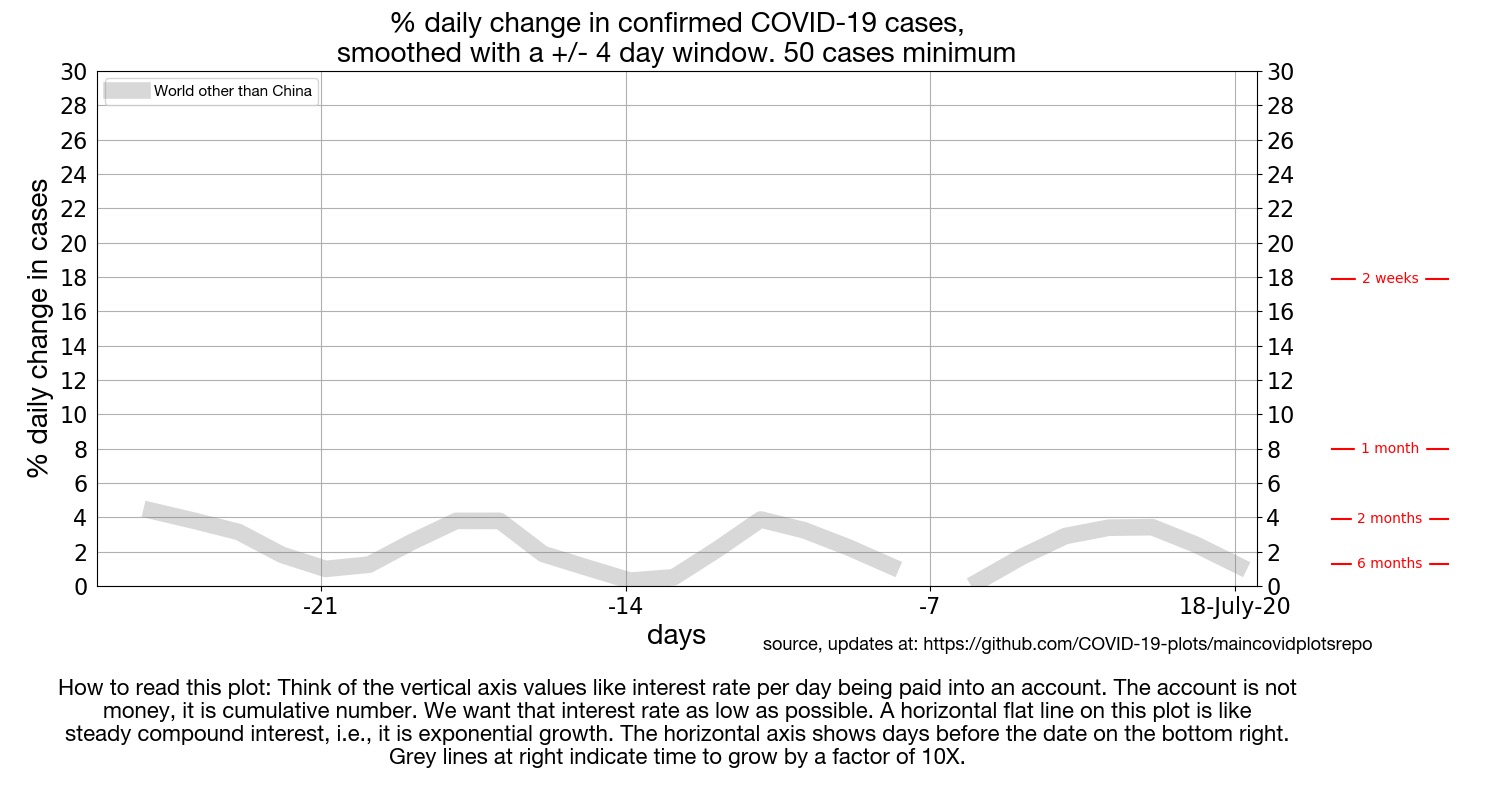 % daily change in confirmed COVID-19 cases,
smoothed with a +/- 4 day window. 50 cases minimum
World other than China
% daily change in cases
30
28
26
24
22
20
18
16
14
12
10
8
6
4
2
0
30
28
26
24
22
20
18
16
14
12
10
8
6
4
2
0
2 weeks
1 month
2 months
6 months
-21
-14
-7
18-July-20
days
source, updates at: https://github.com/COVID-19-plots/maincovidplotsrepo
How to read this plot: Think of the vertical axis values like interest rate per day being paid into an account. The account is not
money, it is cumulative number. We want that interest rate as low as possible. A horizontal flat line on this plot is like
steady compound interest, i.e., it is exponential growth. The horizontal axis shows days before the date on the bottom right.
Grey lines at right indicate time to grow by a factor of 10X.